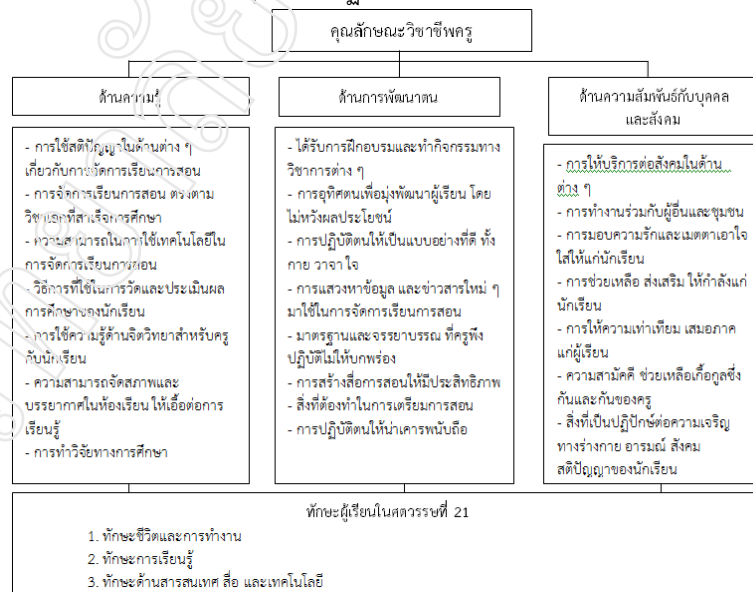 คุณลักษณะวิชาชีพครู
ด้านความรู้
- การใช้สติปัญญาในด้านต่าง ๆ
เกี่ยวกับการจัดการเรียนการสอน
- การจัดการเรียนการสอน ตรงตาม
วิชาเอกที่สำเร็จการศึกษา
- ความสามารถในการใช้เทคโนโลยีใน
การจัดการเรียนการสอน
- วิธีการที่ใช้ในการวัดและประเมินผล
การศึกษาของนักเรียน
- การใช้ความรู้ด้านจิตวิทยาสำหรับครู
กับนักเรียน
- ความสามารถจัดสภาพและ
บรรยากาศในห้องเรียน ให้เอื้อต่อการ
เรียนรู้
- การทำวิจัยทางการศึกษา
ด้านการพัฒนาตน
- ได้รับการฝึกอบรมและทำกิจกรรมทาง
วิชาการต่าง ๆ
- การอุทิศตนเพื่อมุ่งพัฒนาผู้เรียน โดย
ไม่หวังผลประโยชน์
- การปฏิบัติตนให้เป็นแบบอย่างที่ดี ทั้ง
กาย วาจา ใจ
- การแสวงหาข้อมูล และข่าวสารใหม่ ๆ
มาใช้ในการจัดการเรียนการสอน
- มาตรฐานและจรรยาบรรณ ที่ครูพึง
ปฏิบัติไม่ให้บกพร่อง
- การสร้างสื่อการสอนให้มีประสิทธิภาพ
- สิ่งที่ต้องทำในการเตรียมการสอน
- การปฏิบัติตนให้น่าเคารพนับถือ
ด้านความสัมพันธ์กับบุคคล
และสังคม
- การให้บริการต่อสังคมในด้าน
ต่าง ๆ
- การทำงานร่วมกับผู้อื่นและชุมชน
- การมอบความรักและเมตตาเอาใจ
ใส่ให้แก่นักเรียน
- การช่วยเหลือ ส่งเสริม ให้กำลังแก่
นักเรียน
- การให้ความเท่าเทียม เสมอภาค
แก่ผู้เรียน
- ความสามัคคี ช่วยเหลือเกื้อกูลซึ่ง
กันและกันของครู
- สิ่งที่เป็นปฏิปักษ์ต่อความเจริญ
ทางร่างกาย อารมณ์ สังคม
สติปัญญาของนักเรียน
ทักษะผู้เรียนในศตวรรษที่ 21
1. ทักษะชีวิตและการทำงาน
2. ทักษะการเรียนรู้
3. ทักษะด้านสารสนเทศ สื่อ และเทคโนโลยี